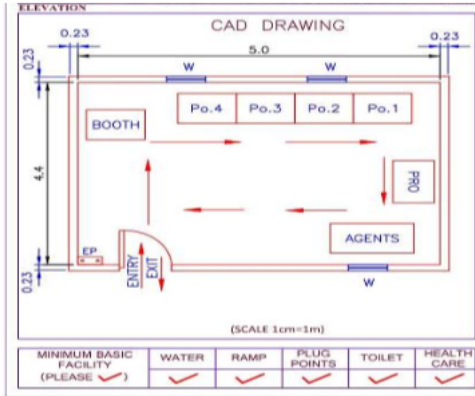 ELEVATION
CAD DRAWING
0.23
0.23
5.0
0.23
W
W
Po.4
Po.3
Po.2
Po.1
BOOTH
4.4
PRO
AGENTS
EP
ENTRY
EXIT
0.23
W
(SCALE 1cm=1m)
MINIMUM BASIC FACILITY (PLEASE ✓)
WATER
RAMP
PLUG POINTS
TOILET
HEALTH CARE